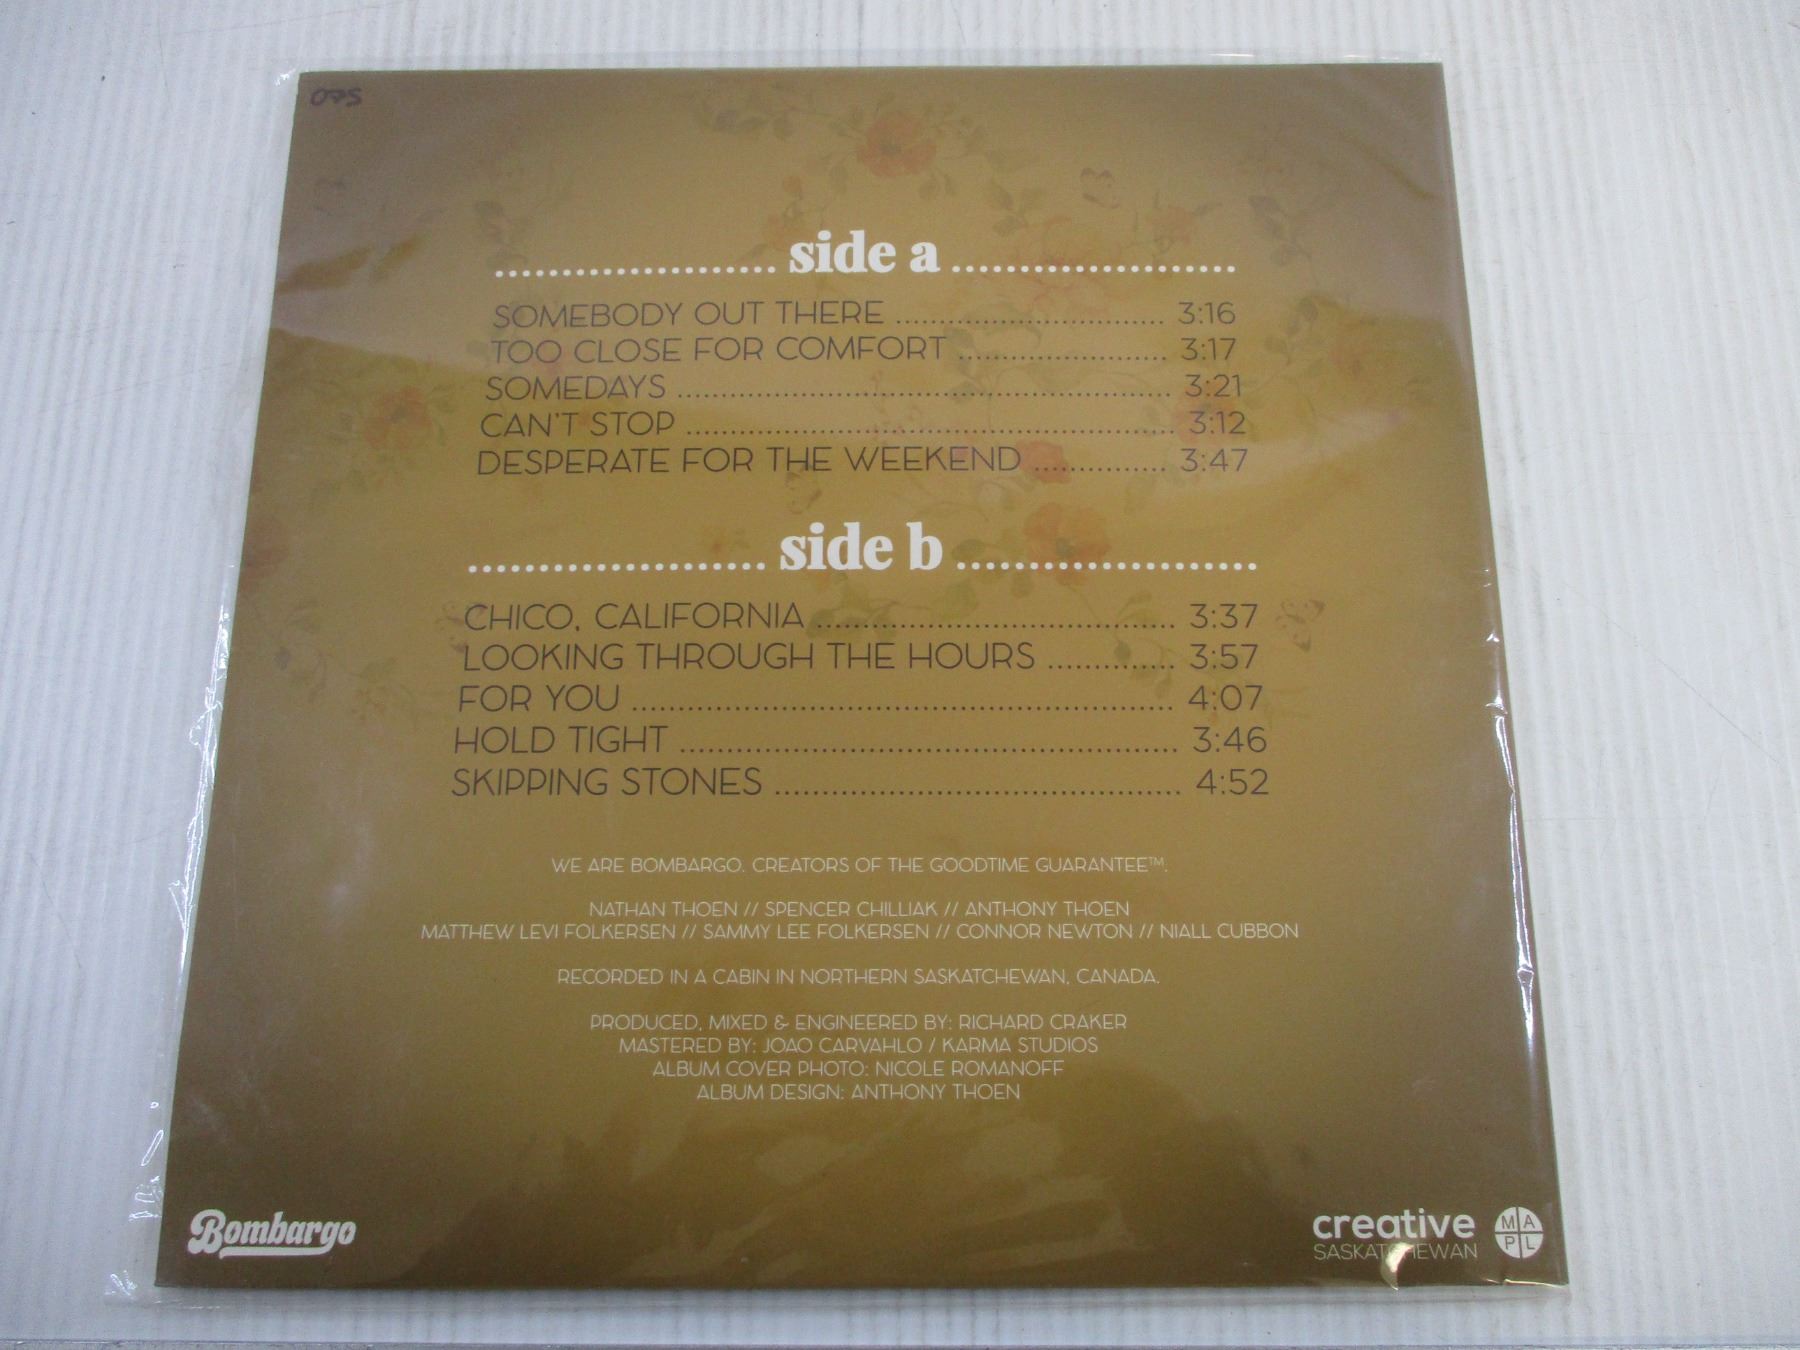 075
side a
SOMEBODY OUT THERE 3:16
TOO CLOSE FOR COMFORT 3:17
SOMEDAYS 3:21
CAN'T STOP 3:12
DESPERATE FOR THE WEEKEND 3:47
side b
CHICO, CALIFORNIA 3:37
LOOKING THROUGH THE HOURS 3:57
FOR YOU 4:07
HOLD TIGHT 3:46
SKIPPING STONES 4:52
WE ARE BOMBARGO. CREATORS OF THE GOODTIME GUARANTEE™.
NATHAN THOEN // SPENCER CHILLIAK // ANTHONY THOEN
MATTHEW LEVI FOLKERSEN // SAMMY LEE FOLKERSEN // CONNOR NEWTON // NIALL CUBBON
RECORDED IN A CABIN IN NORTHERN SASKATCHEWAN, CANADA.
PRODUCED, MIXED & ENGINEERED BY: RICHARD CRAKER
MASTERED BY: JOAO CARVAHLO / KARMA STUDIOS
ALBUM COVER PHOTO: NICOLE ROMANOFF
ALBUM DESIGN: ANTHONY THOEN
Bombargo
creative
SASKATCHEWAN
M A
P L